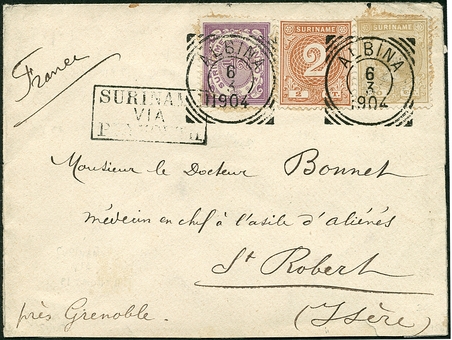 France
SURINAME
2
SURINAME
ALBINA
6
3
1904
ALBINA
6
3
1904
SURINAM
VIA
PLYMOUTH
Monsieur le Docteur Bonnet
médecin en chef à l'asile d'aliénés
St Robert
près Grenoble.
(Isère)